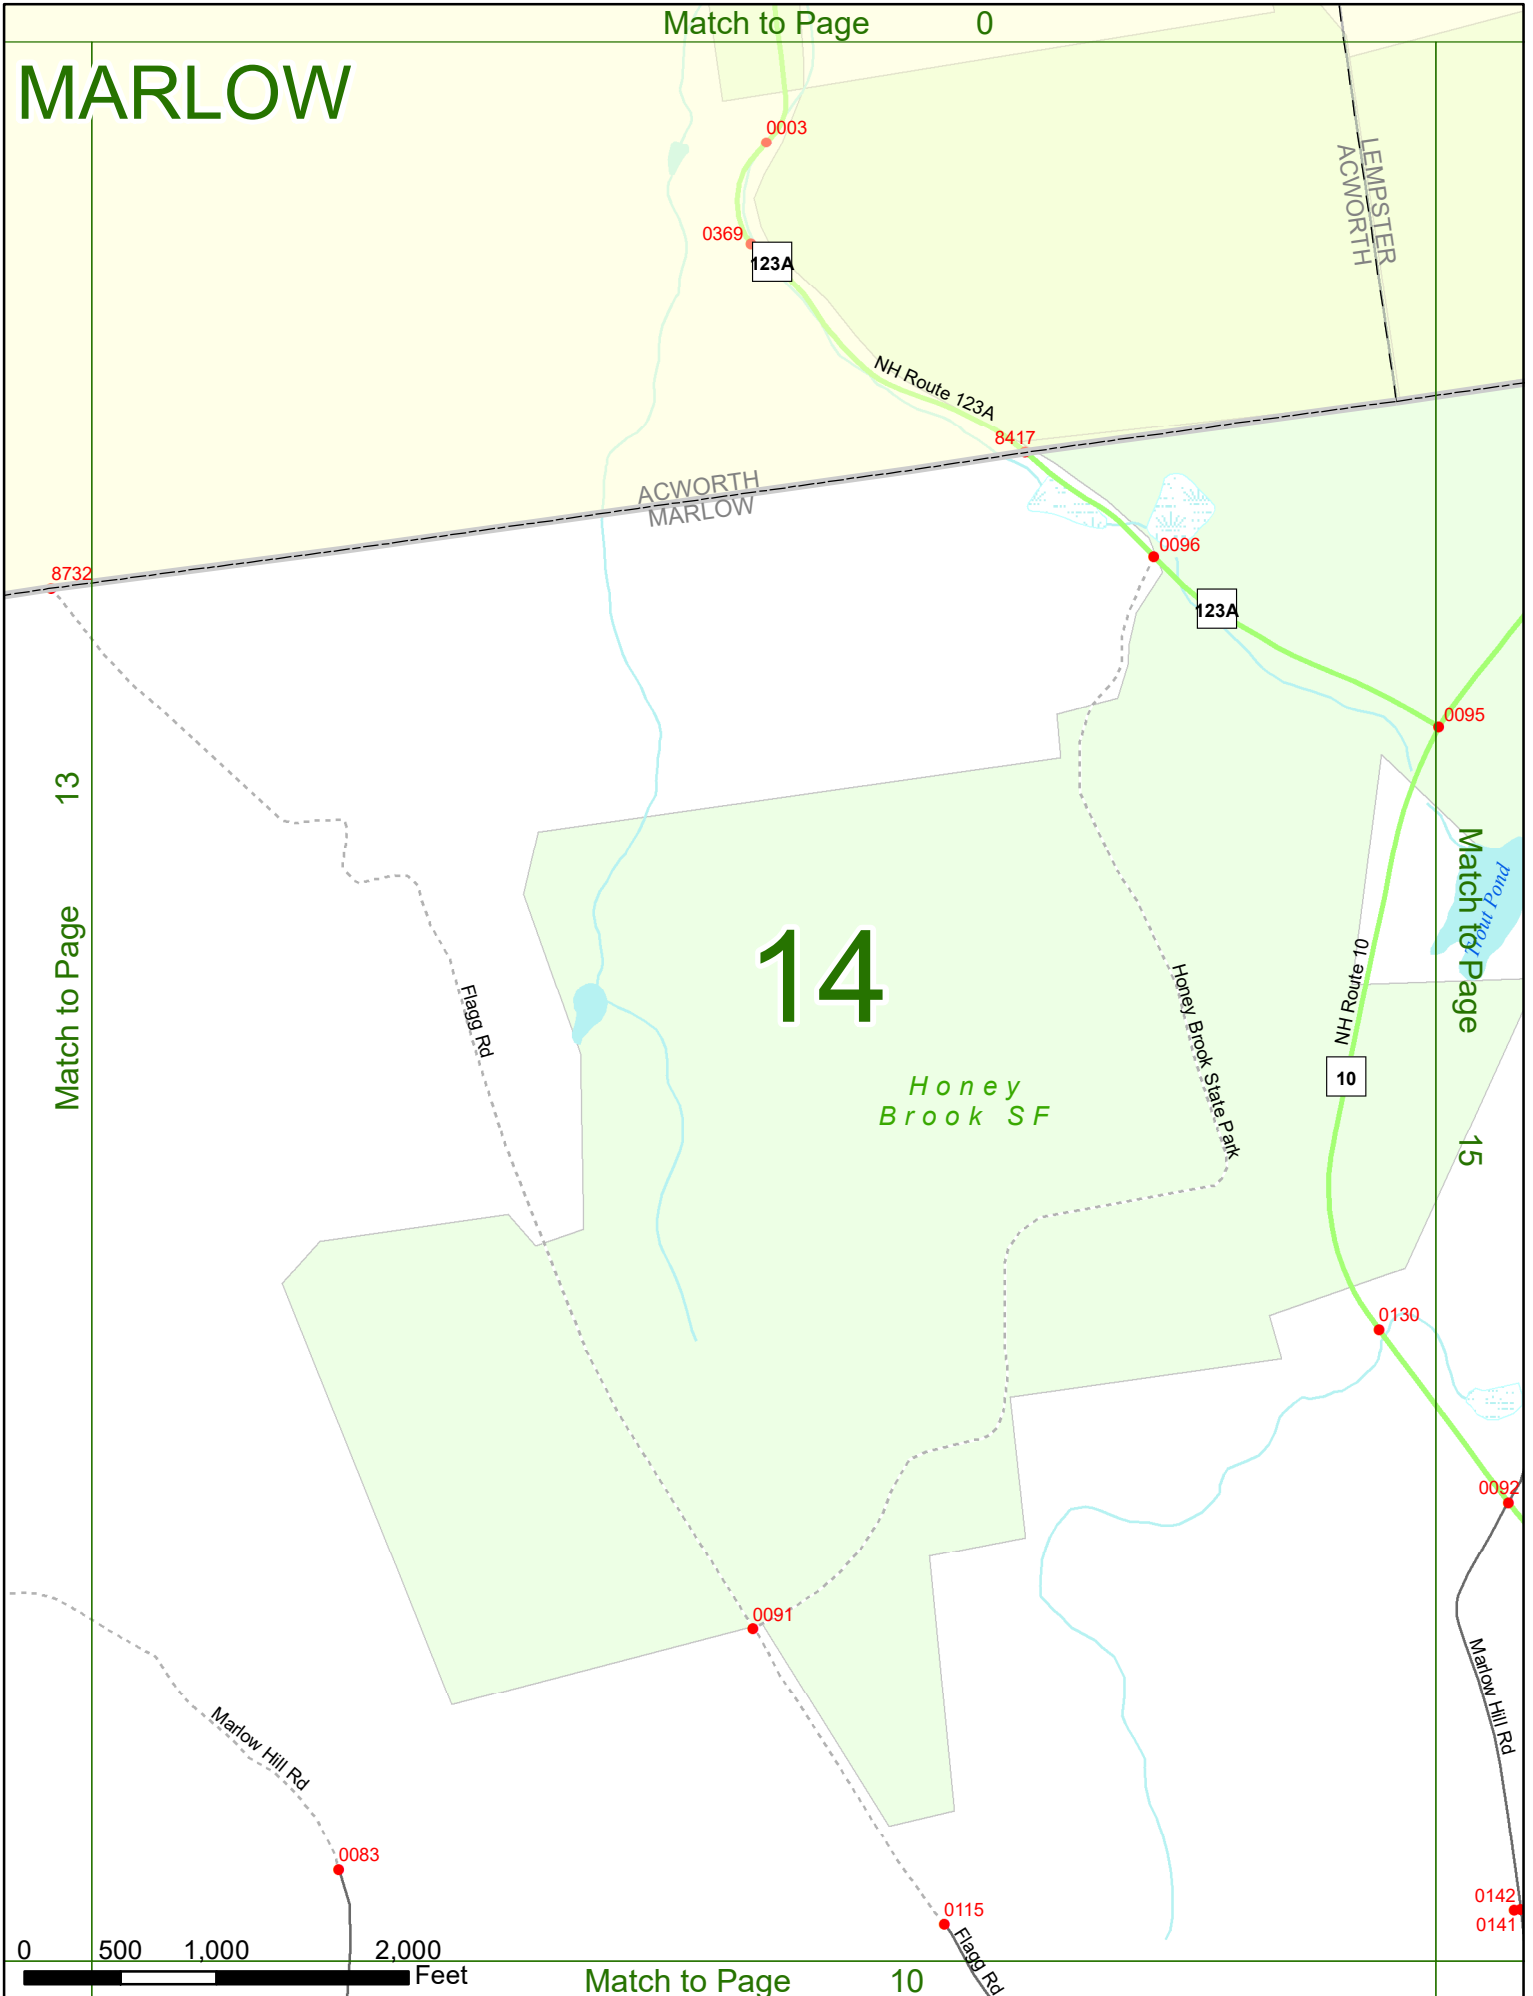 Match to Page 0
MARLOW
0003
LEMPSTER
ACWORTH
0369
123A
NH Route 123A
8417
ACWORTH
MARLOW
0096
8732
123A
0095
Match to Page 13
Match to Page 15
Trout Pond
14
NH Route 10
Flagg Rd
Honey Brook State Park
10
Honey
Brook SF
0130
0092
0091
Marlow Hill Rd
Marlow Hill Rd
0083
0142
0115
0141
Flagg Rd
0 500 1,000 2,000
Feet
Match to Page 10